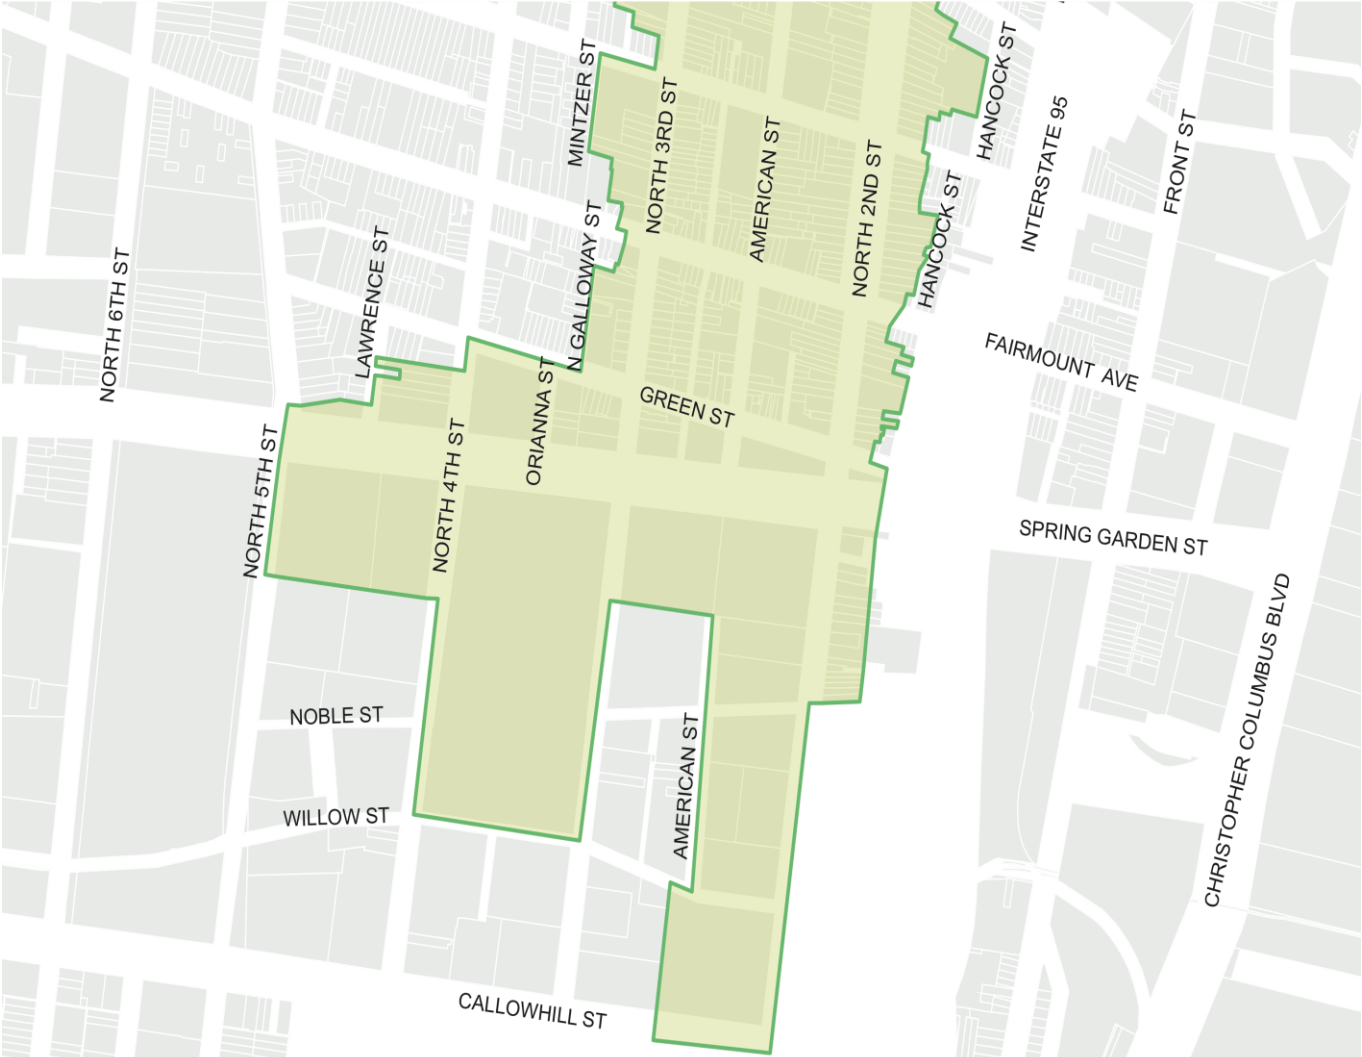 MINTZER ST
NORTH 3RD ST
AMERICAN ST
NORTH 2ND ST
HANCOCK ST
HANCOCK ST
INTERSTATE 95
FRONT ST
NORTH 6TH ST
LAWRENCE ST
N GALLOWAY ST
FAIRMOUNT AVE
NORTH 5TH ST
NORTH 4TH ST
ORIANNA ST
GREEN ST
SPRING GARDEN ST
CHRISTOPHER COLUMBUS BLVD
NOBLE ST
WILLOW ST
AMERICAN ST
CALLOWHILL ST